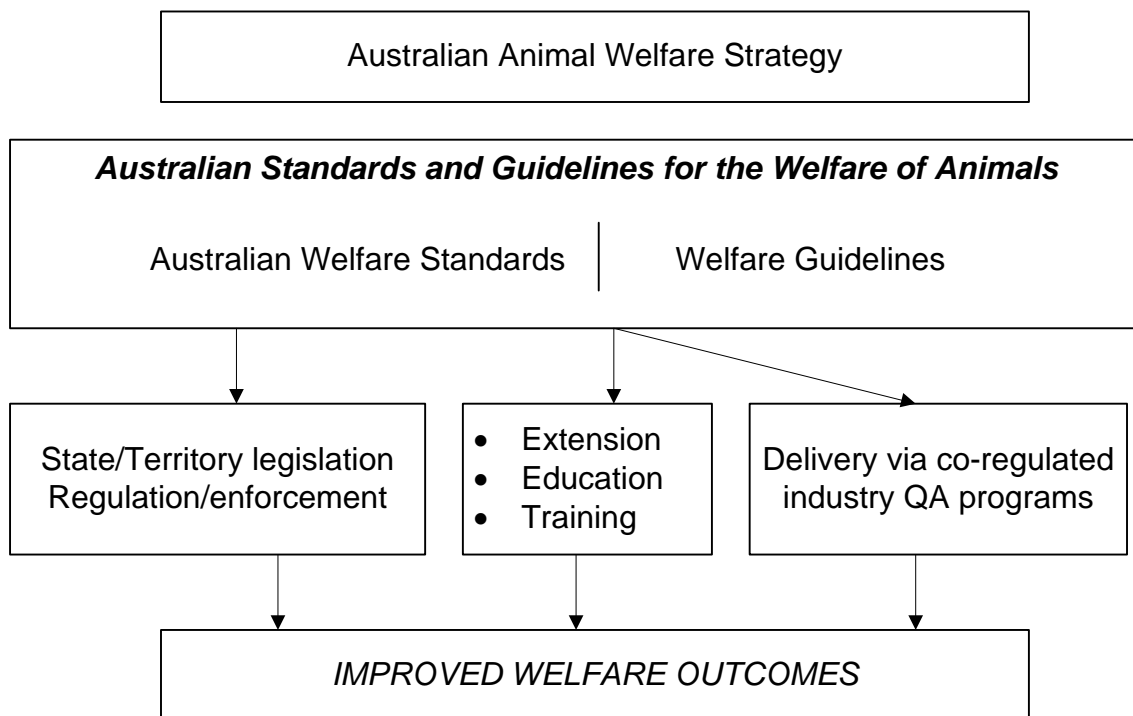 Australian Animal Welfare Strategy
Australian Standards and Guidelines for the Welfare of Animals
Australian Welfare Standards
Welfare Guidelines
State/Territory legislation
Regulation/enforcement
• Extension
• Education
• Training
Delivery via co-regulated
industry QA programs
IMPROVED WELFARE OUTCOMES